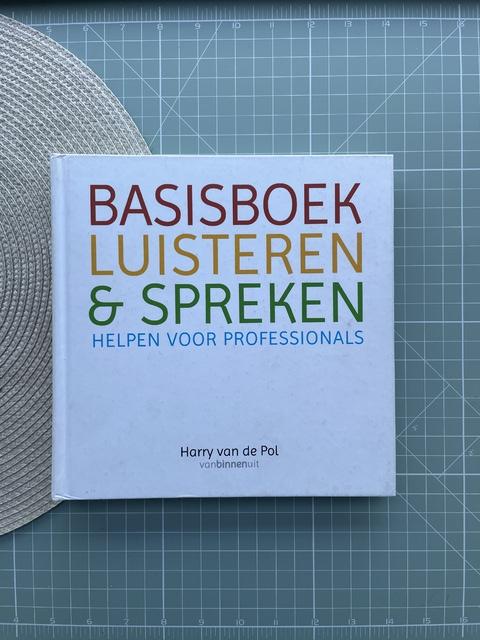 BASISBOEK
LUISTEREN
& SPREKEN
HELPEN VOOR PROFESSIONALS
Harry van de Pol
vanbinnenuit